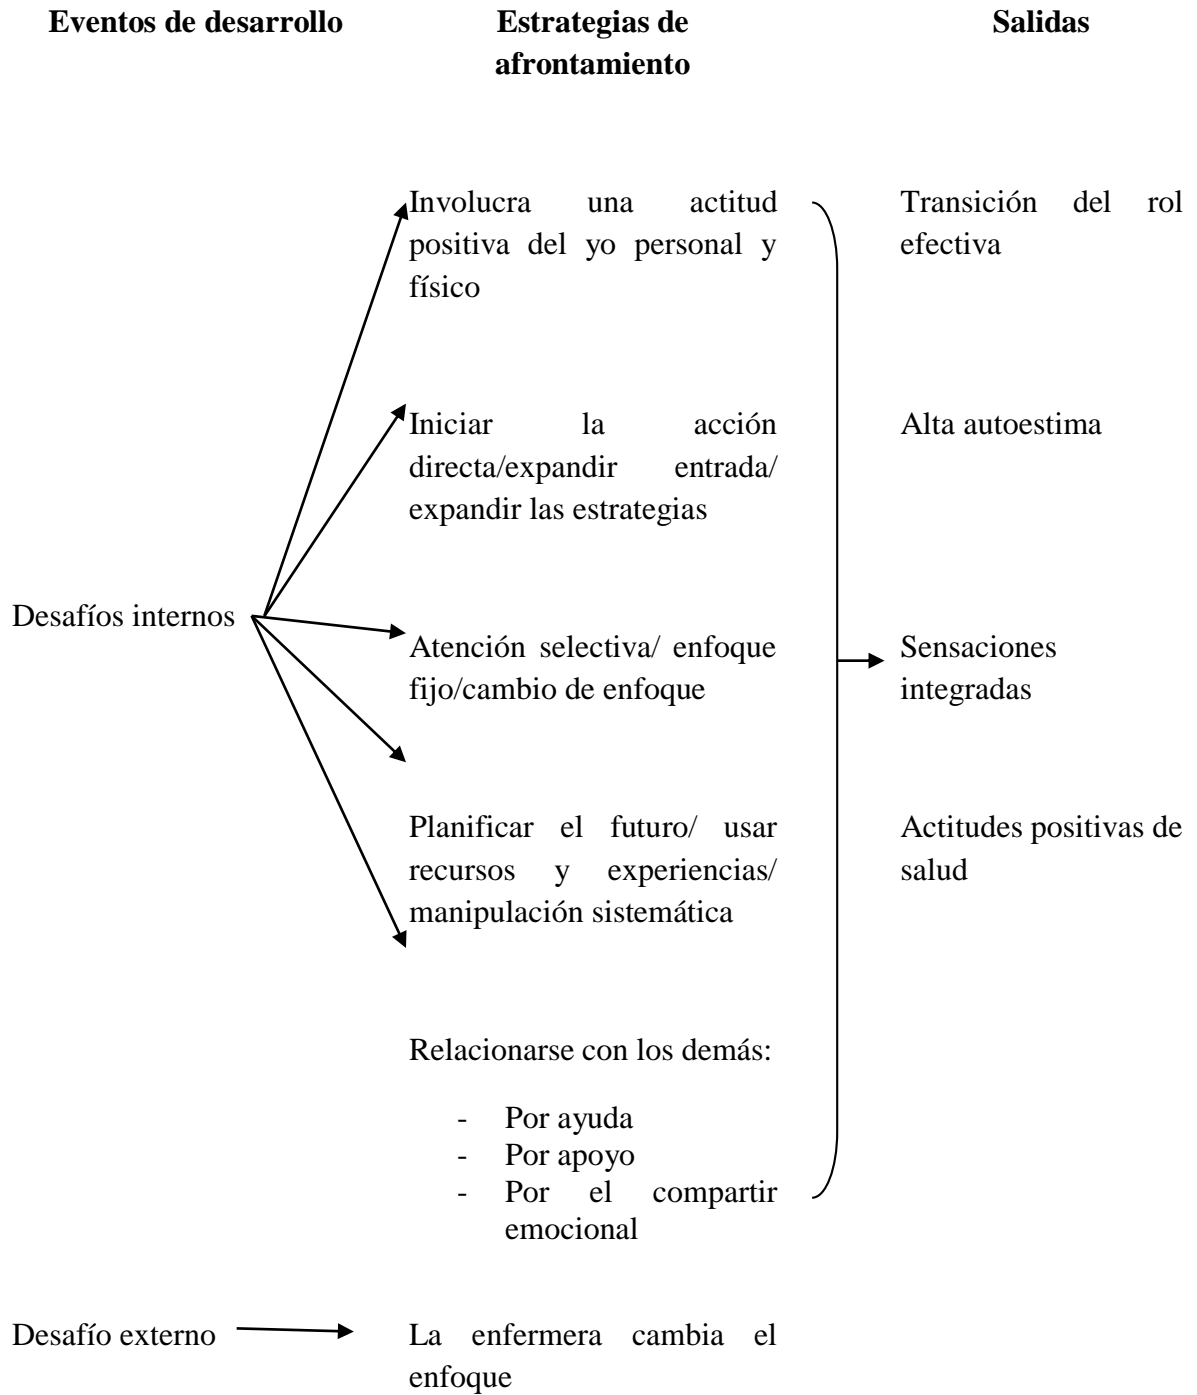 Eventos de desarrollo
Estrategias de
afrontamiento
Salidas
Involucra una actitud
positiva del yo personal y
físico
Transición del rol
efectiva
Iniciar la acción
directa/expandir entrada/
expandir las estrategias
Alta autoestima
Desafíos internos
Atención selectiva/ enfoque
fijo/cambio de enfoque
Sensaciones
integradas
Planificar el futuro/ usar
recursos y experiencias/
manipulación sistemática
Actitudes positivas de
salud
Relacionarse con los demás:
- Por ayuda
- Por apoyo
- Por el compartir
emocional
Desafío externo
La enfermera cambia el
enfoque